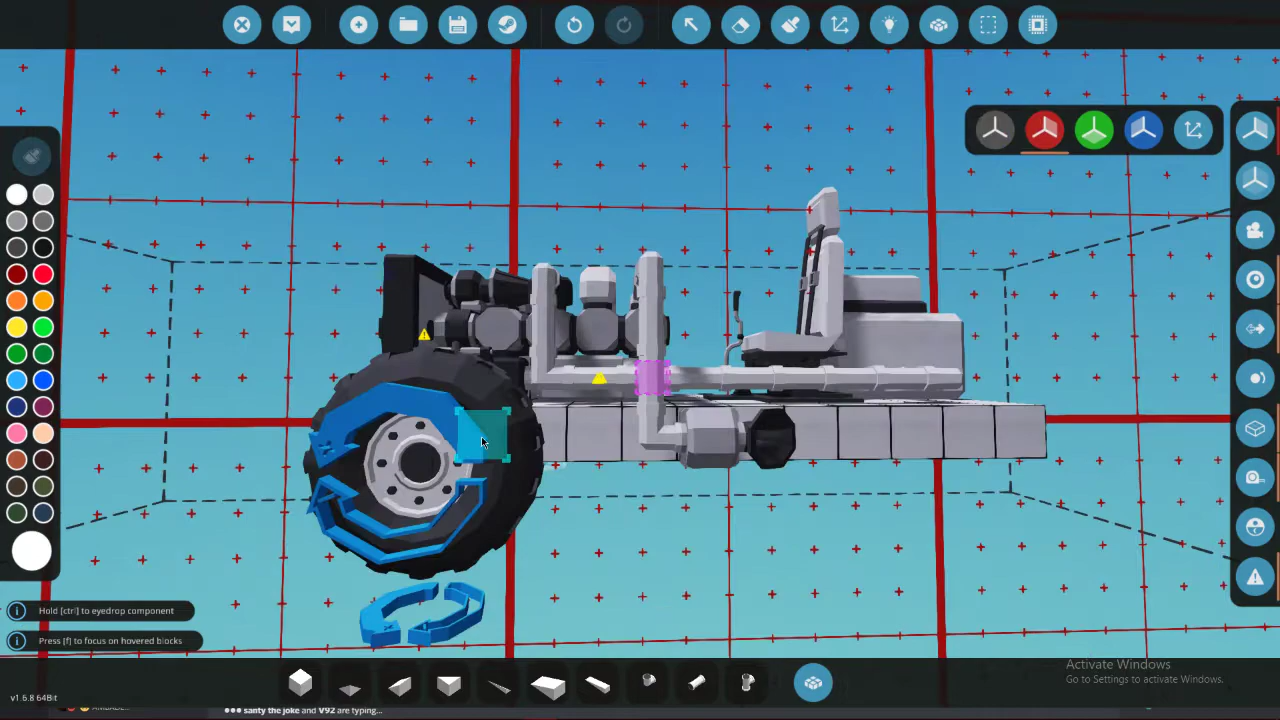 Hold [ctrl] to eyedrop component
Press [f] to focus on hovered blocks
Activate Windows
Go to Settings to activate Windows.
v1.6.8 64Bit
••• santy the joke and V92 are typing...